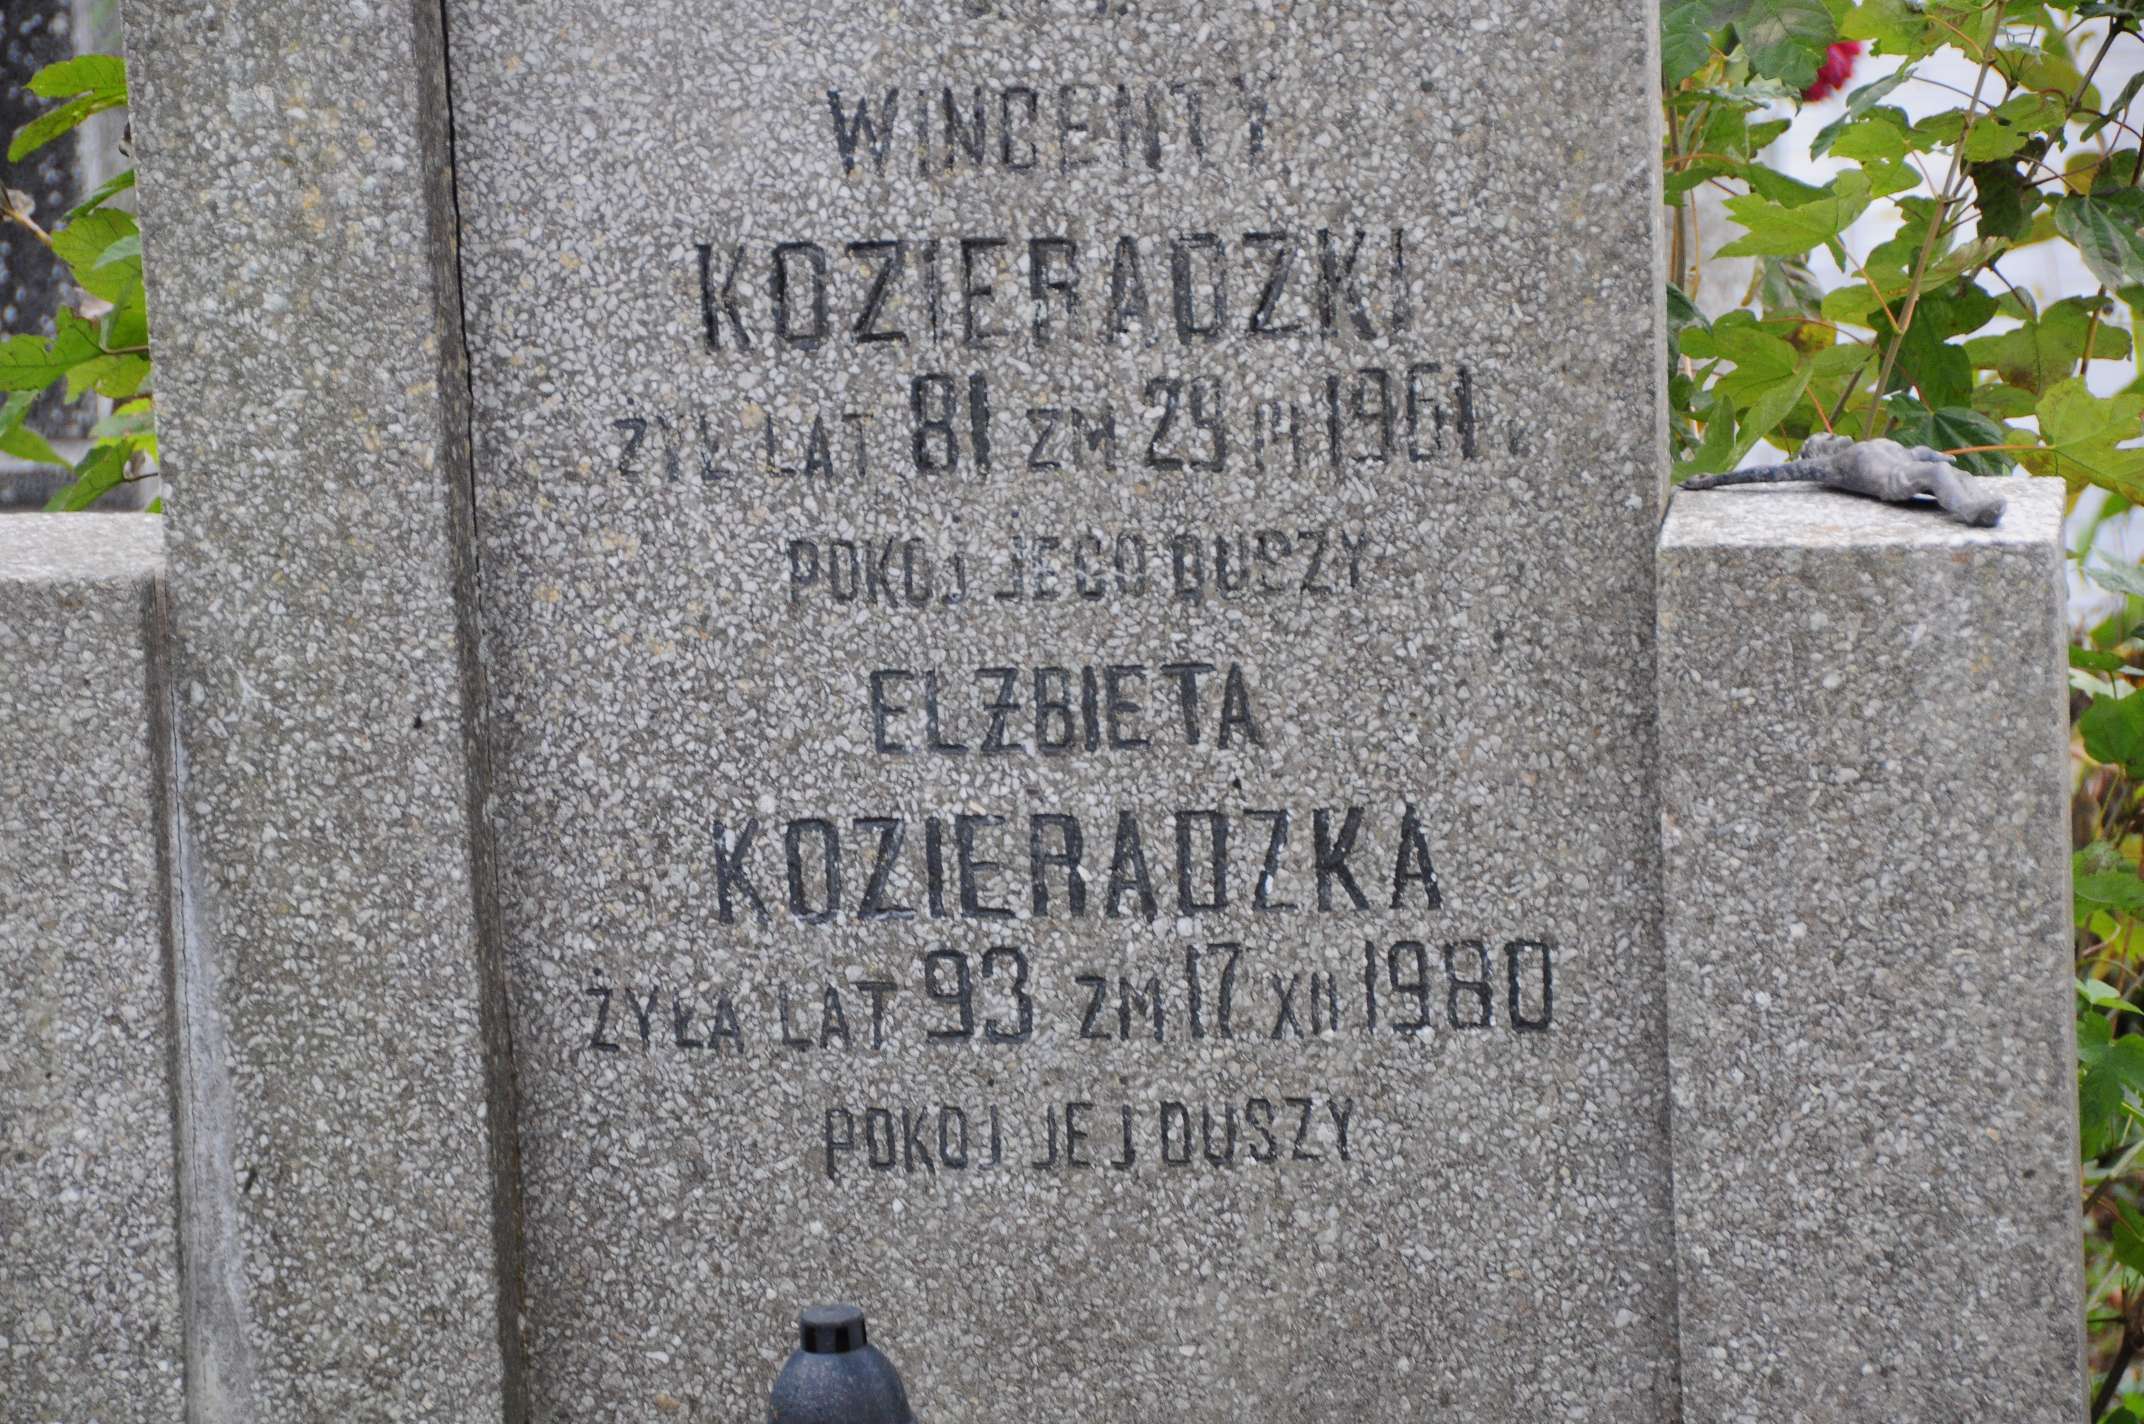 WINCENTY
KOZIERADZKI
ŻYŁ LAT 81 ZM 29 1961 r
POKÓJ JEGO DUSZY
ELŻBIETA
KOZIERADZKA
ŻYŁA LAT 93 ZM 17 XII 1980
POKÓJ JEJ DUSZY